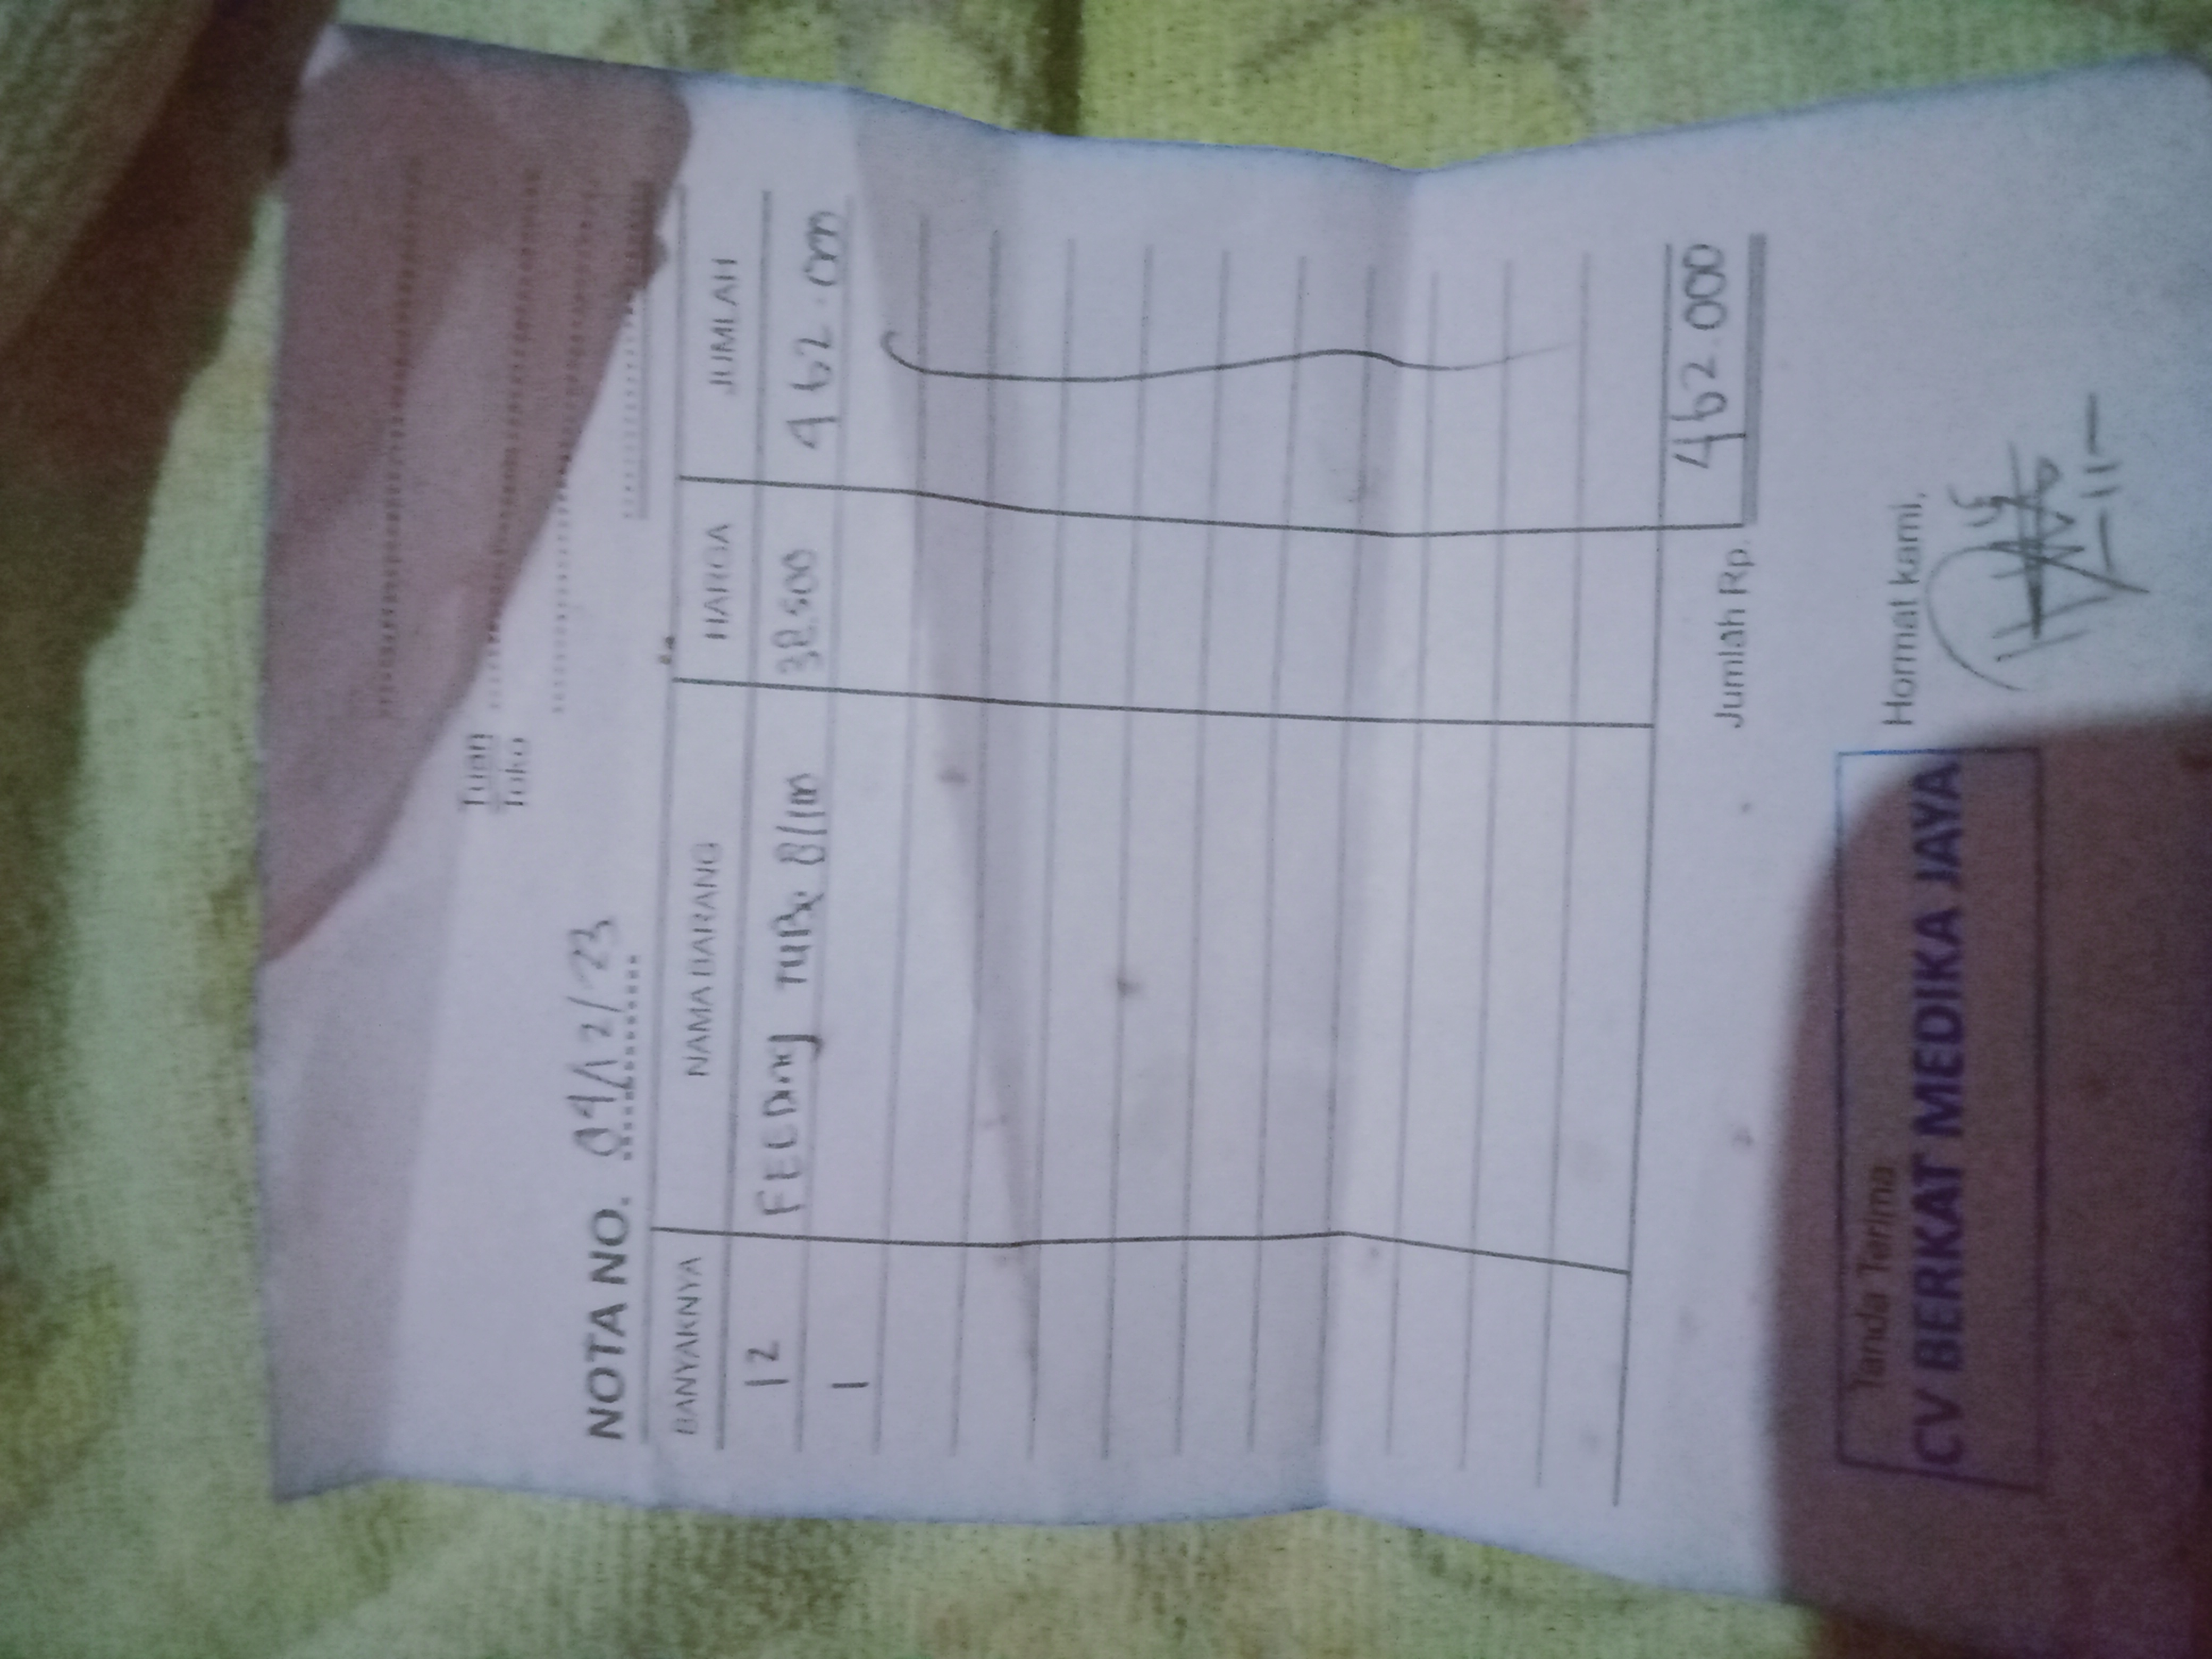 Tuan
Toko
NOTA NO. 04/12/23
BANYAKNYA NAMA BARANG HARGA JUMLAH
12 FEEDing TUBE 8/100 38.500 462.000
1
Jumlah Rp. 462.000
Tanda Terima Hormat kami,
CV BERKAT MEDIKA JAYA